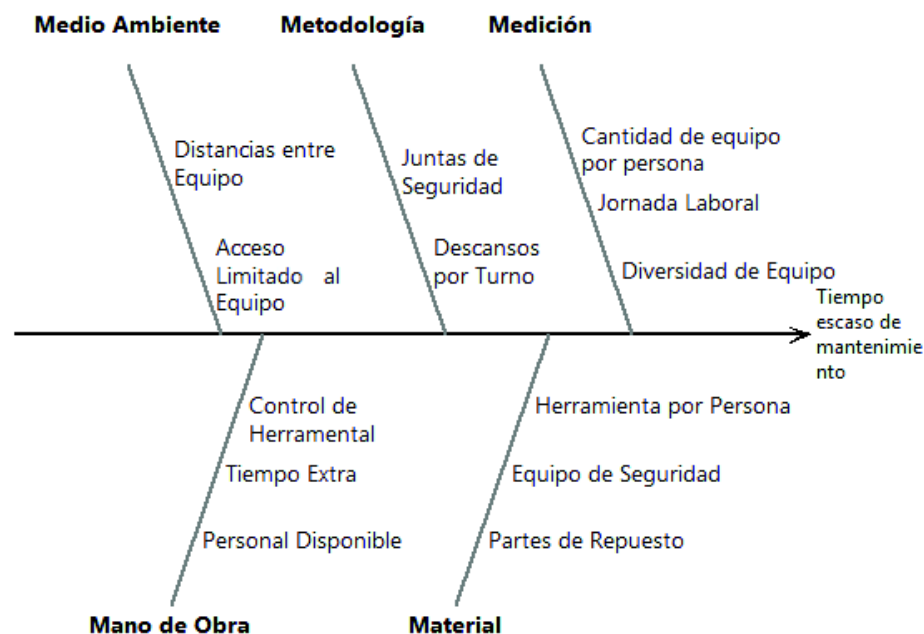 Medio Ambiente
Metodología
Medición
Distancias entre
Equipo
Acceso
Limitado al
Equipo
Juntas de
Seguridad
Descansos
por Turno
Cantidad de equipo
por persona
Jornada Laboral
Diversidad de Equipo
Tiempo
escaso de
mantenimie
nto
Control de
Herramental
Tiempo Extra
Personal Disponible
Mano de Obra
Herramienta por Persona
Equipo de Seguridad
Partes de Repuesto
Material